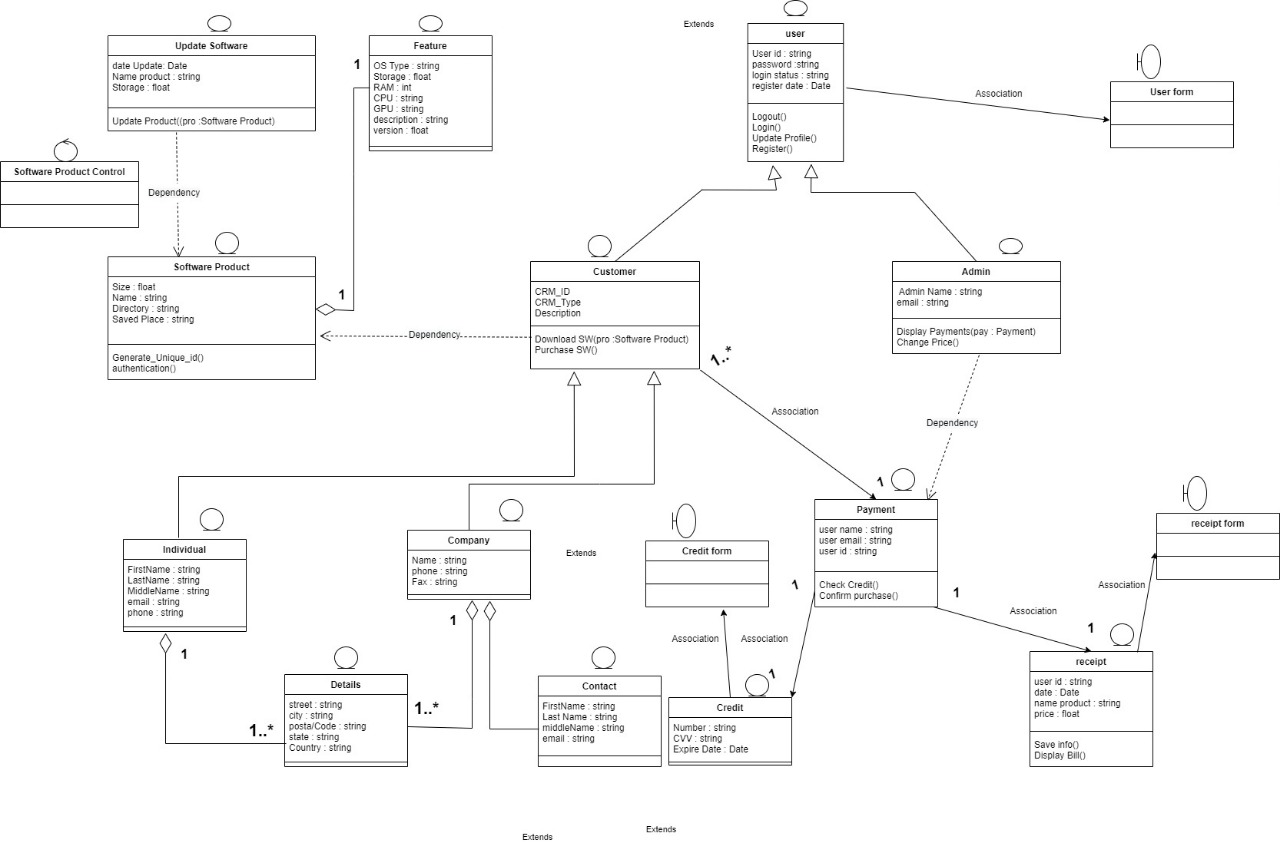 Extends
user
User id : string
password :string
login status : string
register date : Date
Logout()
Login()
Update Profile()
Register()
Association
User form
Update Software
date Update: Date
Name product : string
Storage : float
Update Product((pro :Software Product)
Feature
OS Type : string
Storage : float
RAM : int
CPU : string
GPU : string
description : string
version : float
1
Software Product Control
Dependency
Software Product
Size : float
Name : string
Directory : string
Saved Place : string
Generate_Unique_id()
authentication()
1
Dependency
Customer
CRM_ID
CRM_Type
Description
Download SW(pro :Software Product)
Purchase SW()
1..*
Admin
Admin Name : string
email : string
Display Payments(pay : Payment)
Change Price()
Association
Dependency
1
Payment
user name : string
user email : string
user id : string
Check Credit()
Confirm purchase()
receipt form
Individual
FirstName : string
LastName : string
MiddleName : string
email : string
phone : string
1
Company
Name : string
phone : string
Fax : string
1
Extends
Credit form
1
1
Association
Association
Association
Association
1
receipt
user id : string
date : Date
name product : string
price : float
Save info()
Display Bill()
Details
street : string
city : string
posta/Code : string
state : string
Country : string
1..*
1..*
Contact
FirstName : string
Last Name : string
middleName : string
email : string
1
Credit
Number : string
CVV : string
Expire Date : Date
Extends
Extends